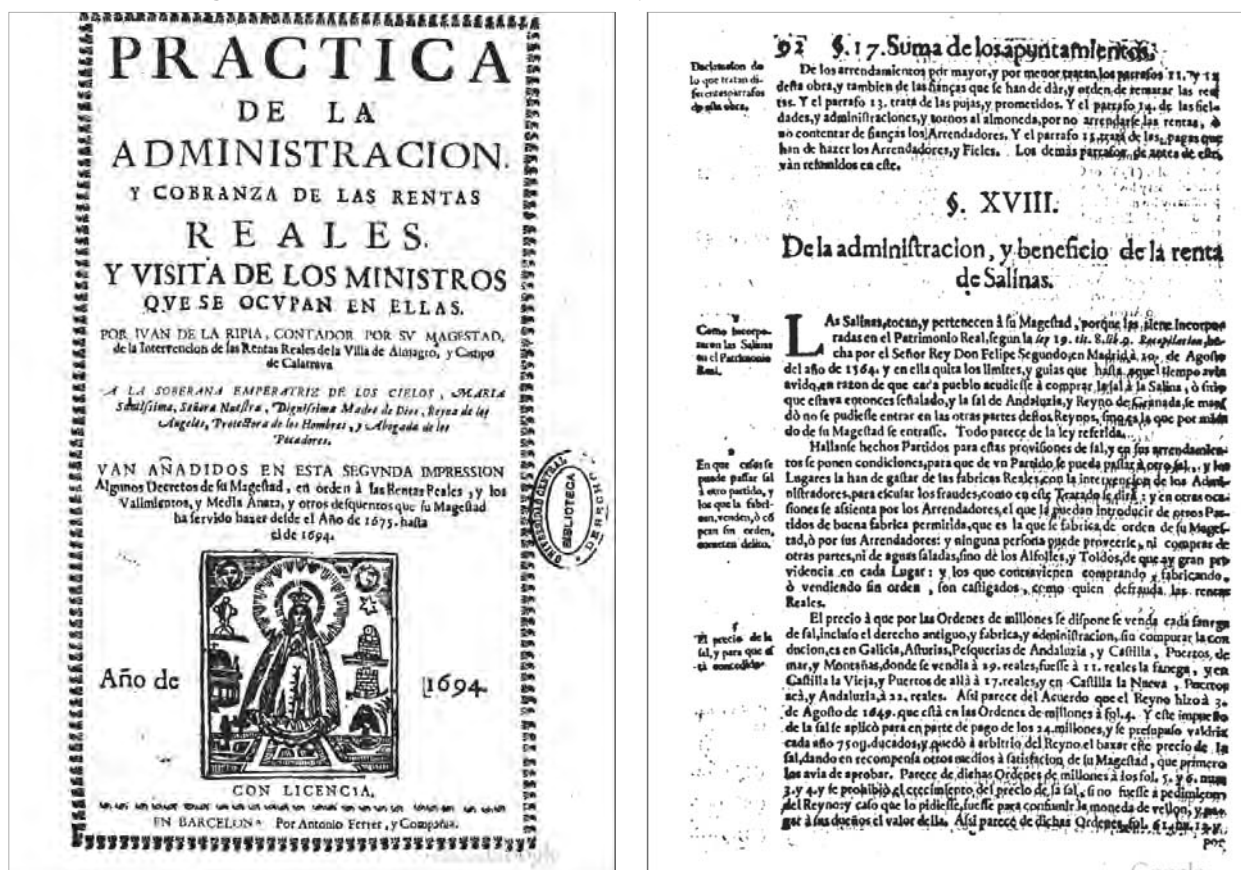 PRACTICA
DE LA
ADMINISTRACION.
Y COBRANZA DE LAS RENTAS
REALES.
Y VISITA DE LOS MINISTROS
QVE SE OCVPAN EN ELLAS.
POR IVAN DE LA RIPIA, CONTADOR POR SV MAGESTAD,
de la Intervencion de las Rentas Reales de la Villa de Almagro, y Campo
de Calatrava
A LA SOBERANA EMPERATRIZ DE LOS CIELOS, MARIA
Santissima, Señora Nuestra, Dignissima Madre de Dios, Reyna de los
Angeles, Protectora de los Hombres, y Abogada de los
Pecadores.
VAN AÑADIDOS EN ESTA SEGVNDA IMPRESSION
Algunos Decretos de su Magestad, en orden à las Rentas Reales, y los
Valimientos, y Media Anata, y otros desquentos que su Magestad
ha servido hazer desde el Año de 1675. hasta
el de 1694.
UNIVERSIDAD CENTRAL
BIBLIOTECA
Año de 1694.
CON LICENCIA.
EN BARCELONA Por Antonio Ferrer, y Compañia.
92 §.17. Suma de los apuntamientos.
Declaracion de
lo que tratan di-
ferentes parrafos
de esta obra.
De los arrendamientos por mayor, y por menor tratan los parrafos 11. y 12
desta obra, y tambien de las fianças que se han de dàr, y orden de rematar las ren
tas. Y el parrafo 13. trata de las pujas, y prometidos. Y el parrafo 14. de las fiel-
dades, y administraciones, y tornos al almoneda, por no arrendarse las rentas, ò
no contentar de fianças los Arrendadores. Y el parrafo 15. trata de las pagas que
han de hazer los Arrendadores, y Fieles. Los demàs parrafos de antes de este
vàn resumidos en este.
§. XVIII.
De la administracion, y beneficio de la renta
de Salinas.
Como incorpo-
raron las Salinas
en el Patrimonio
Real.
LAs Salinas, tocan, y pertenecen à su Magestad, porque las tiene incorpo
radas en el Patrimonio Real, segun la ley 19. tit. 8. lib. 9. Recopilacion, he-
cha por el Señor Rey Don Felipe Segundo, en Madrid, à 10. de Agosto
del año de 1564. y en ella quita los limites, y guias que hasta aquel tiempo avia
avido, en razon de que cada pueblo acudiesse à comprar la sal à la Salina, ò sitio
que estava entonces señalado, y la sal de Andaluzia, y Reyno de Granada, se man
dò no se pudiesse entrar en las otras partes destos Reynos, sino es la que por man
do de su Magestad se entrasse. Todo parece de la ley referida.
En que casos se
puede passar sal
à otro partido, y
los que la fabri-
can, venden, ò cõ
pran sin orden,
cometen delito.
Hallanse hechos Partidos para estas provisiones de sal, y en sus arrendamien-
tos se ponen condiciones, para que de vn Partido se pueda passar à otro sal, y los
Lugares la han de gastar de las fabricas Reales, con la intervencion de los Admi-
nistradores, para escusar los fraudes, como en este Tratado se dirà: y en otras oca
siones se assienta por los Arrendadores, el que la puedan introducir de otros Par-
tidos de buena fabrica permitida, que es la que se fabrica de orden de su Mages-
tad, ò por sus Arrendadores: y ninguna persona puede proveerse, ni compras de
otras partes, ni de aguas saladas, sino de los Alfolies, y Toldos, de que ay gran pro
videncia en cada Lugar: y los que contravienen comprando, fabricando,
ò vendiendo sin orden, son castigados, como quien defrauda las rentas
Reales.
El precio de la
sal, y para que es
tà concedido.
El precio à que por las Ordenes de millones se dispone se venda cada fanega
de sal, incluso el derecho antiguo, y fabrica, y administracion, sin computar la con
ducion, es en Galicia, Asturias, Pesquerias de Andaluzia, y Castilla, Puertos de
mar, y Montañas, donde se vendia à 19. reales, fuesse à 11. reales la fanega, y en
Castilla la Vieja, y Puertos de allà à 17. reales, y en Castilla la Nueva, Puertos
acà, y Andaluzia, à 22. reales. Assi parece del Acuerdo que el Reyno hizo à 3.
de Agosto de 1649. que està en las Ordenes de millones à fol. 4. Y este impuesto
de la sal se aplicò para en parte de pago de los 24. millones, y se presupuso valdria
cada año 750y. ducados, y quedò à arbitrio del Reyno el baxar este precio de la
sal, dando en recompensa otros medios à satisfacion de su Magestad, que primero
los avia de aprobar. Parece de dichas Ordenes de millones à los fol. 5. y 6. num
3. y 4. y se prohibiò el crecimiento del precio de la sal, si no fuesse à pedimiento
del Reyno: y caso que lo pidiesse, fuesse para consumir la moneda de vellon, y pa-
gar à sus dueños el valor della. Assi parece de dichas Ordenes, fol. 61. nu. 12. y
por